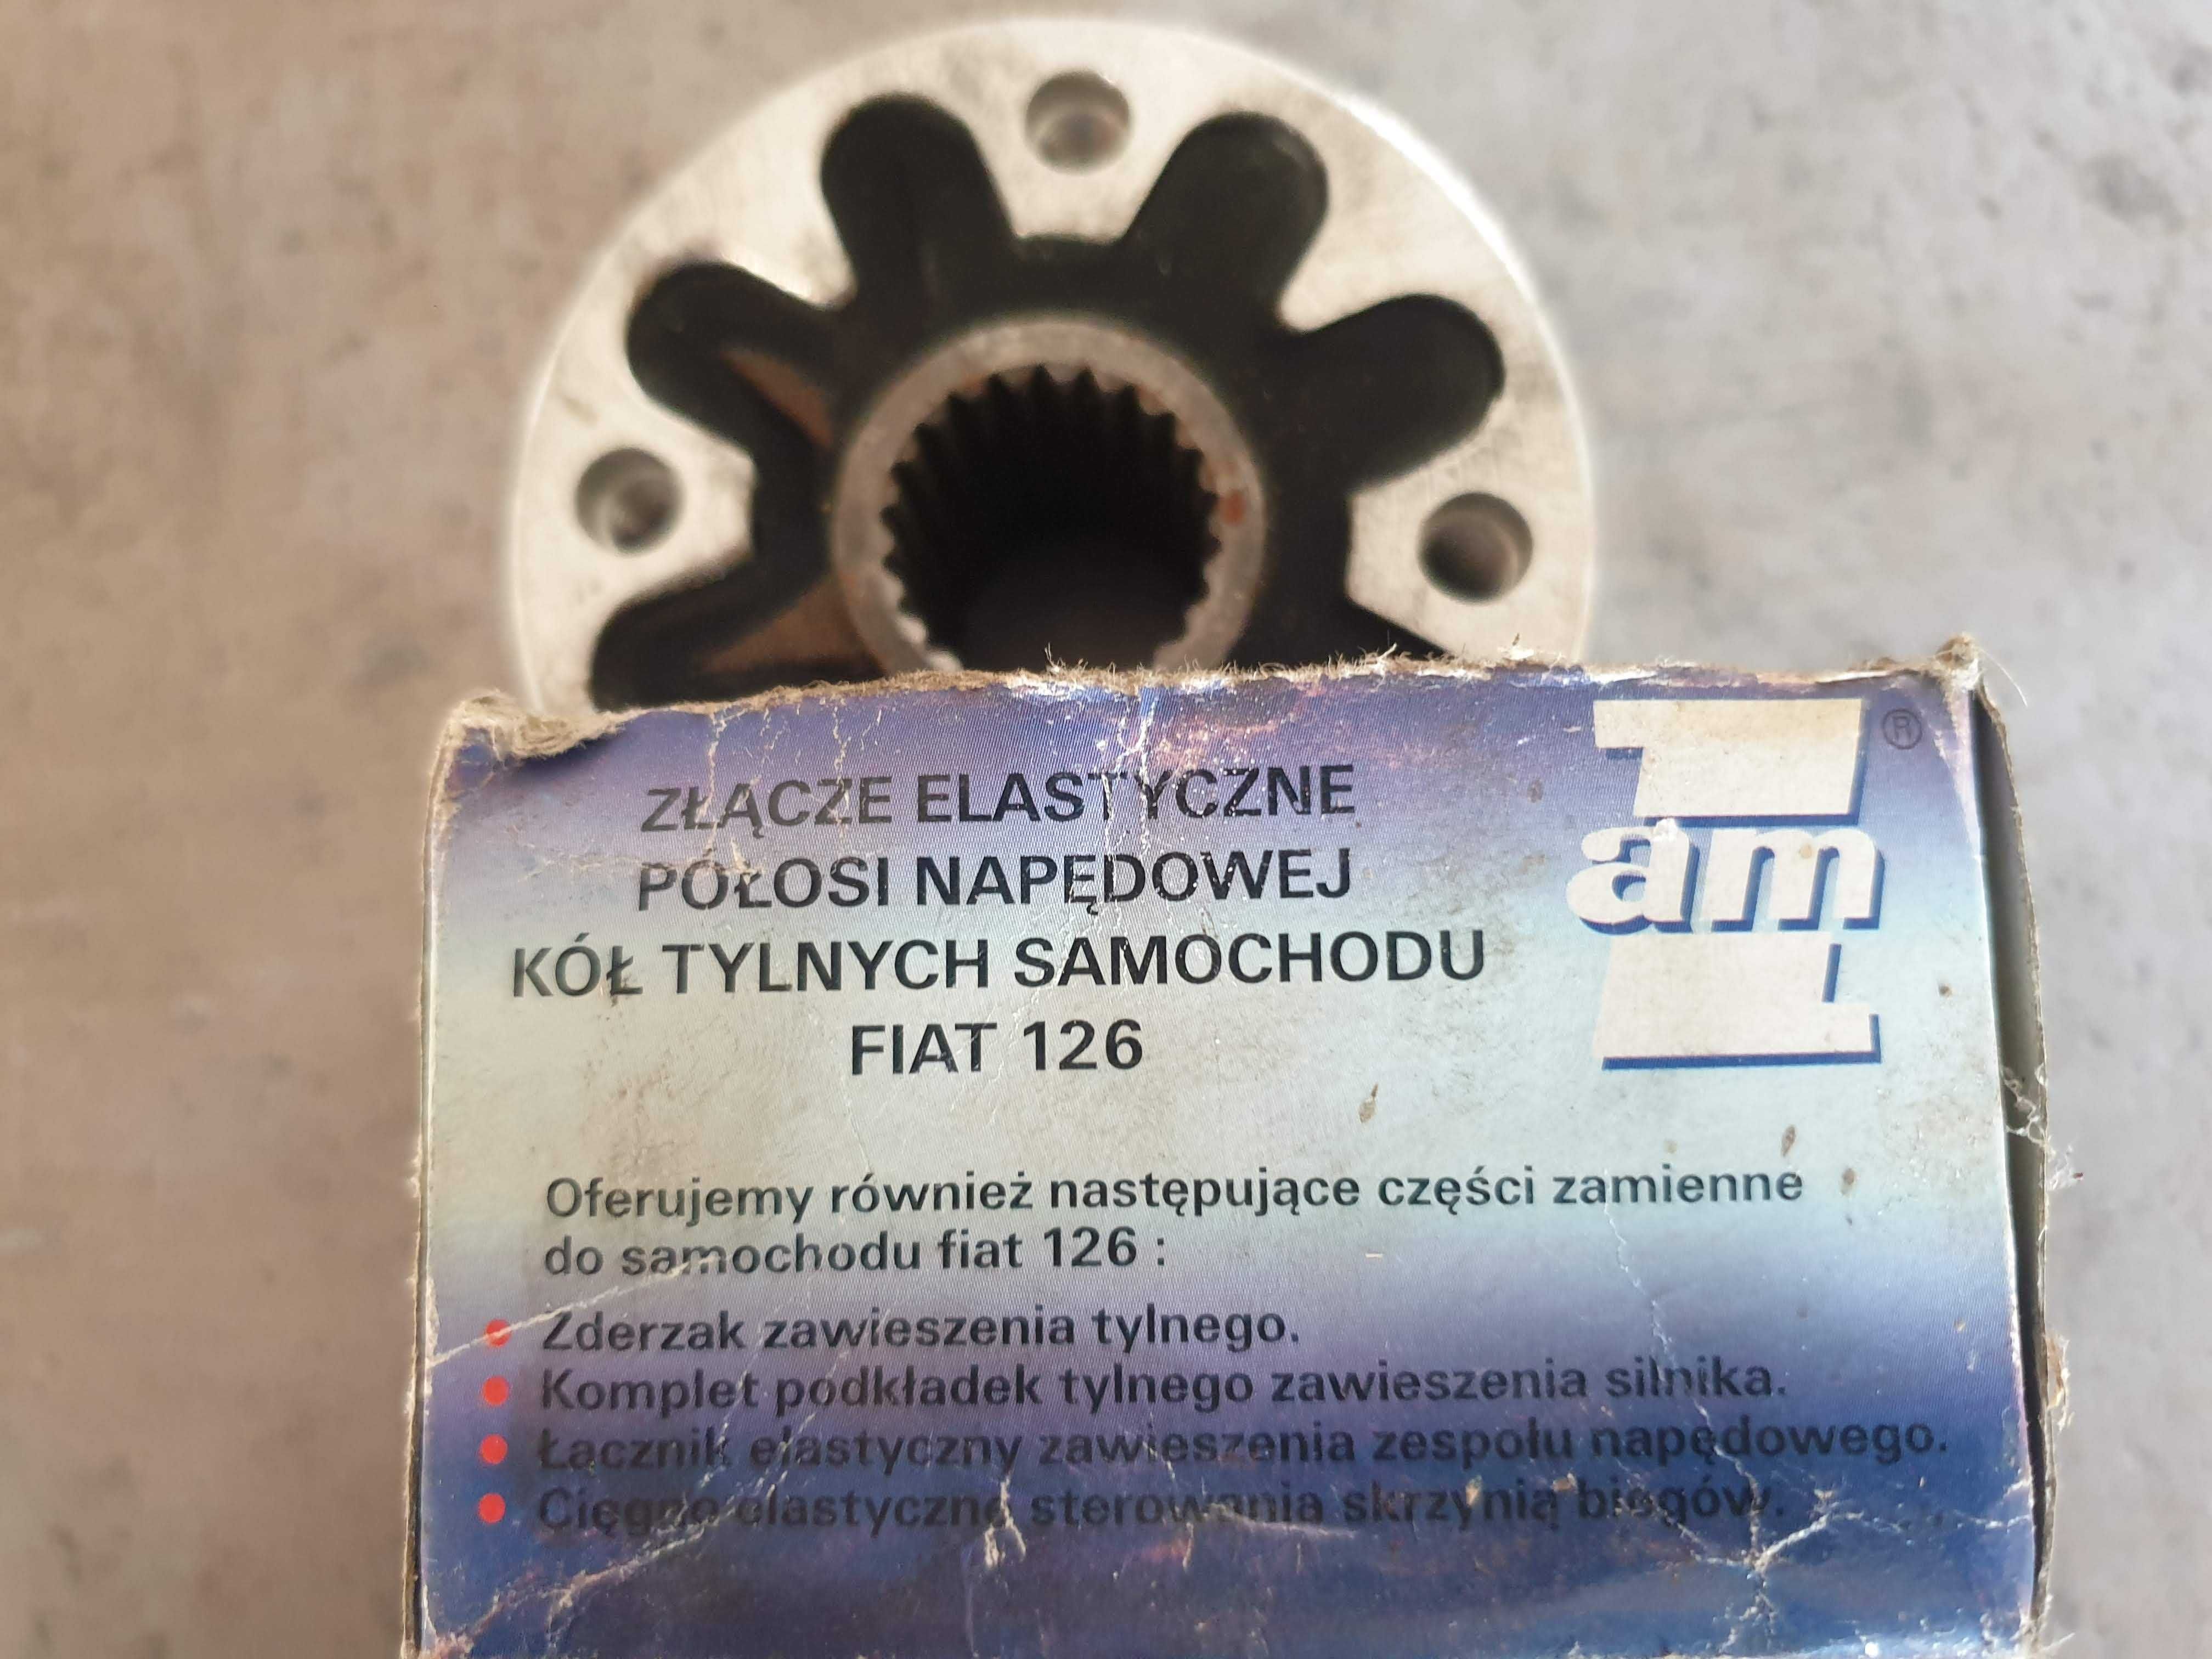 ZŁĄCZE ELASTYCZNE
PÓŁOSI NAPĘDOWEJ
KÓŁ TYLNYCH SAMOCHODU
FIAT 126
am
®
Oferujemy również następujące części zamienne
do samochodu fiat 126 :
Zderzak zawieszenia tylnego.
Komplet podkładek tylnego zawieszenia silnika.
Łącznik elastyczny zawieszenia zespołu napędowego.
Cięgno elastyczne sterowania skrzynią biegów.